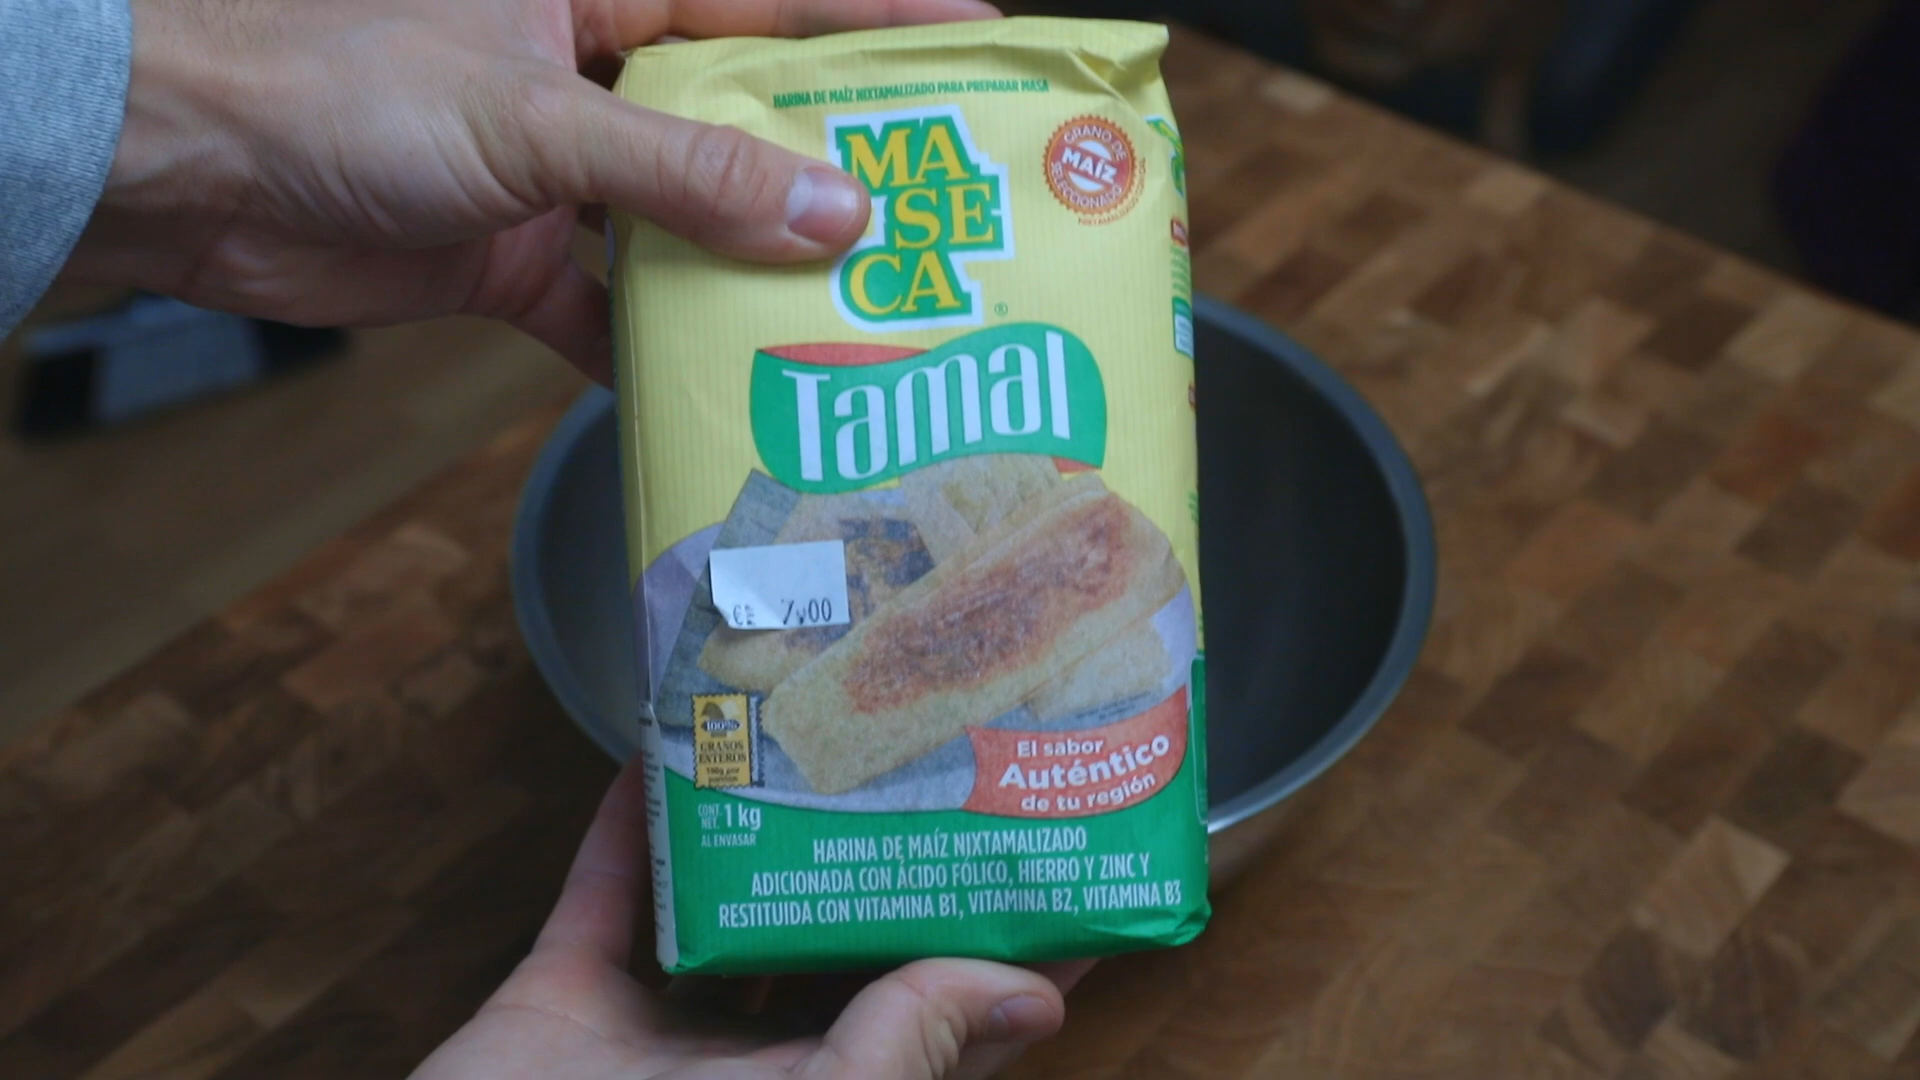 HARINA DE MAÍZ NIXTAMALIZADO PARA PREPARAR MASA
MA
SE
CA
®
GRANO DE
MAÍZ
SELECCIONADO
Tamal
7,00
100%
GRANOS
ENTEROS
El sabor
Auténtico
de tu región
CONT.
NET. 1 kg
AL ENVASAR
HARINA DE MAÍZ NIXTAMALIZADO
ADICIONADA CON ÁCIDO FÓLICO, HIERRO Y ZINC Y
RESTITUIDA CON VITAMINA B1, VITAMINA B2, VITAMINA B3